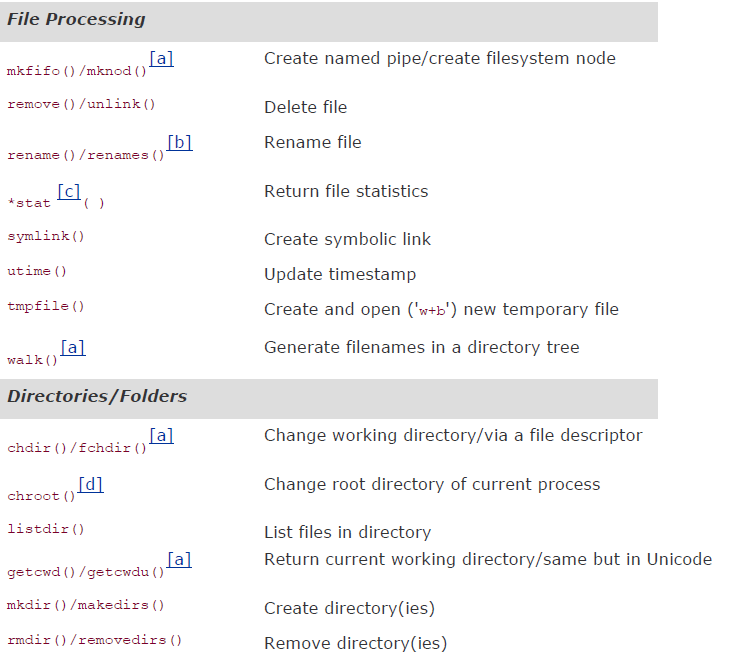 File Processing
mkfifo()/mknod()[a] Create named pipe/create filesystem node
remove()/unlink() Delete file
rename()/renames()[b] Rename file
*stat [c]( ) Return file statistics
symlink() Create symbolic link
utime() Update timestamp
tmpfile() Create and open ('w+b') new temporary file
walk()[a] Generate filenames in a directory tree
Directories/Folders
chdir()/fchdir()[a] Change working directory/via a file descriptor
chroot()[d] Change root directory of current process
listdir() List files in directory
getcwd()/getcwdu()[a] Return current working directory/same but in Unicode
mkdir()/makedirs() Create directory(ies)
rmdir()/removedirs() Remove directory(ies)